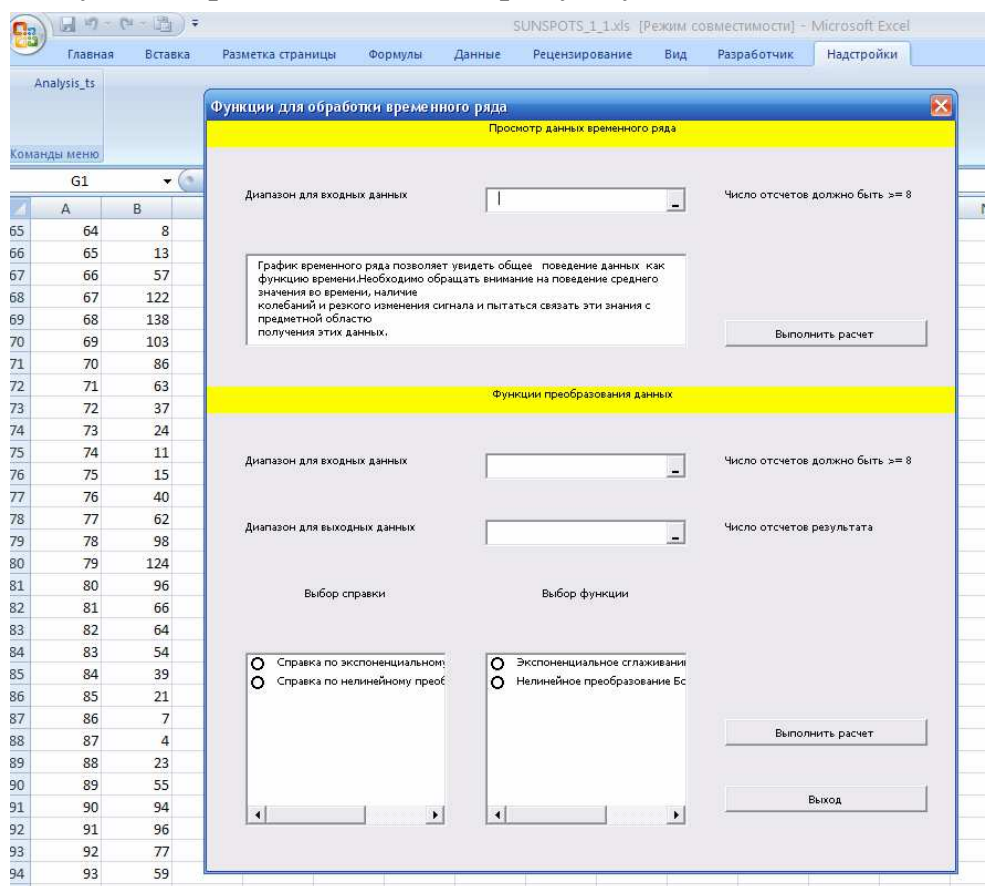 SUNSPOTS_1_1.xls [Режим совместимости] - Microsoft Excel
Главная Вставка Разметка страницы Формулы Данные Рецензирование Вид Разработчик Надстройки
Analysis_ts
Команды меню
G1
A B
65 64 8
66 65 13
67 66 57
68 67 122
69 68 138
70 69 103
71 70 86
72 71 63
73 72 37
74 73 24
75 74 11
76 75 15
77 76 40
78 77 62
79 78 98
80 79 124
81 80 96
82 81 66
83 82 64
84 83 54
85 84 39
86 85 21
87 86 7
88 87 4
89 88 23
90 89 55
91 90 94
92 91 96
93 92 77
94 93 59
Функции для обработки временного ряда
Просмотр данных временного ряда
Диапазон для входных данных
Число отсчетов должно быть >= 8
График временного ряда позволяет увидеть общее поведение данных как
функцию времени.Необходимо обращать внимание на поведение среднего
значения во времени, наличие
колебаний и резкого изменения сигнала и пытаться связать эти знания с
предметной областю
получения этих данных.
Выполнить расчет
Функции преобразования данных
Диапазон для входных данных
Число отсчетов должно быть >= 8
Диапазон для выходных данных
Число отсчетов результата
Выбор справки Выбор функции
Справка по экспоненциальному
Справка по нелинейному преоб
Экспоненциальное сглаживани
Нелинейное преобразование Бо
Выполнить расчет
Выход